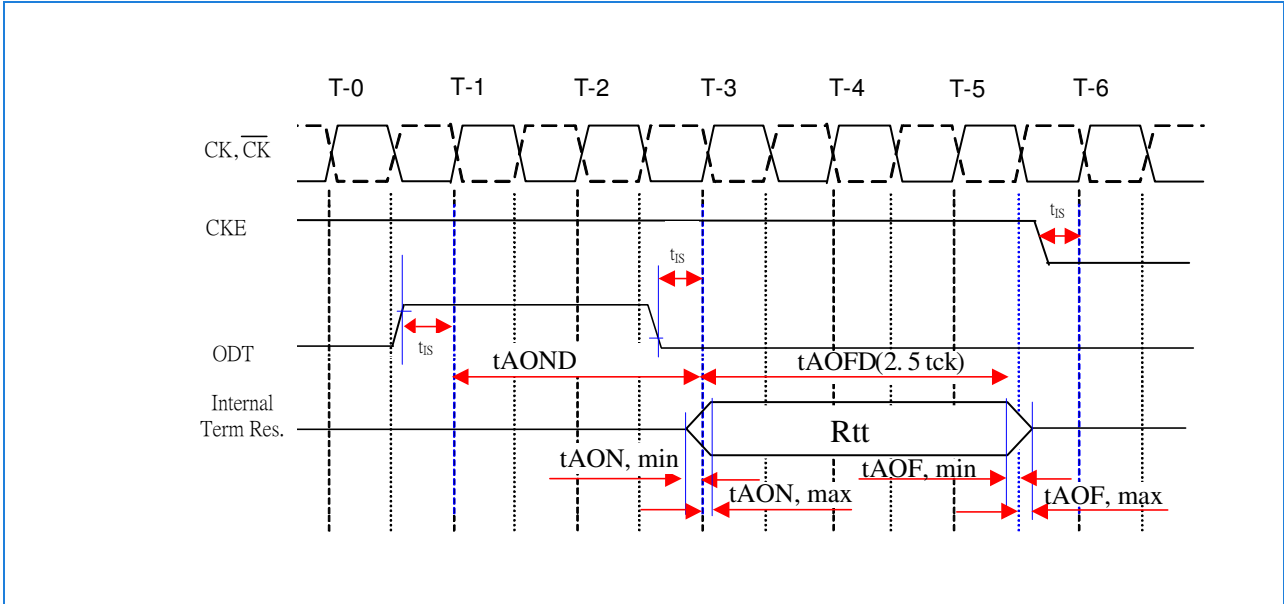 T-0 T-1 T-2 T-3 T-4 T-5 T-6
CK, C̅K̅
CKE
tIS
tIS
tIS
ODT
tAOND
tAOFD(2. 5 tck)
Internal
Term Res.
Rtt
tAON, min
tAOF, min
tAON, max
tAOF, max